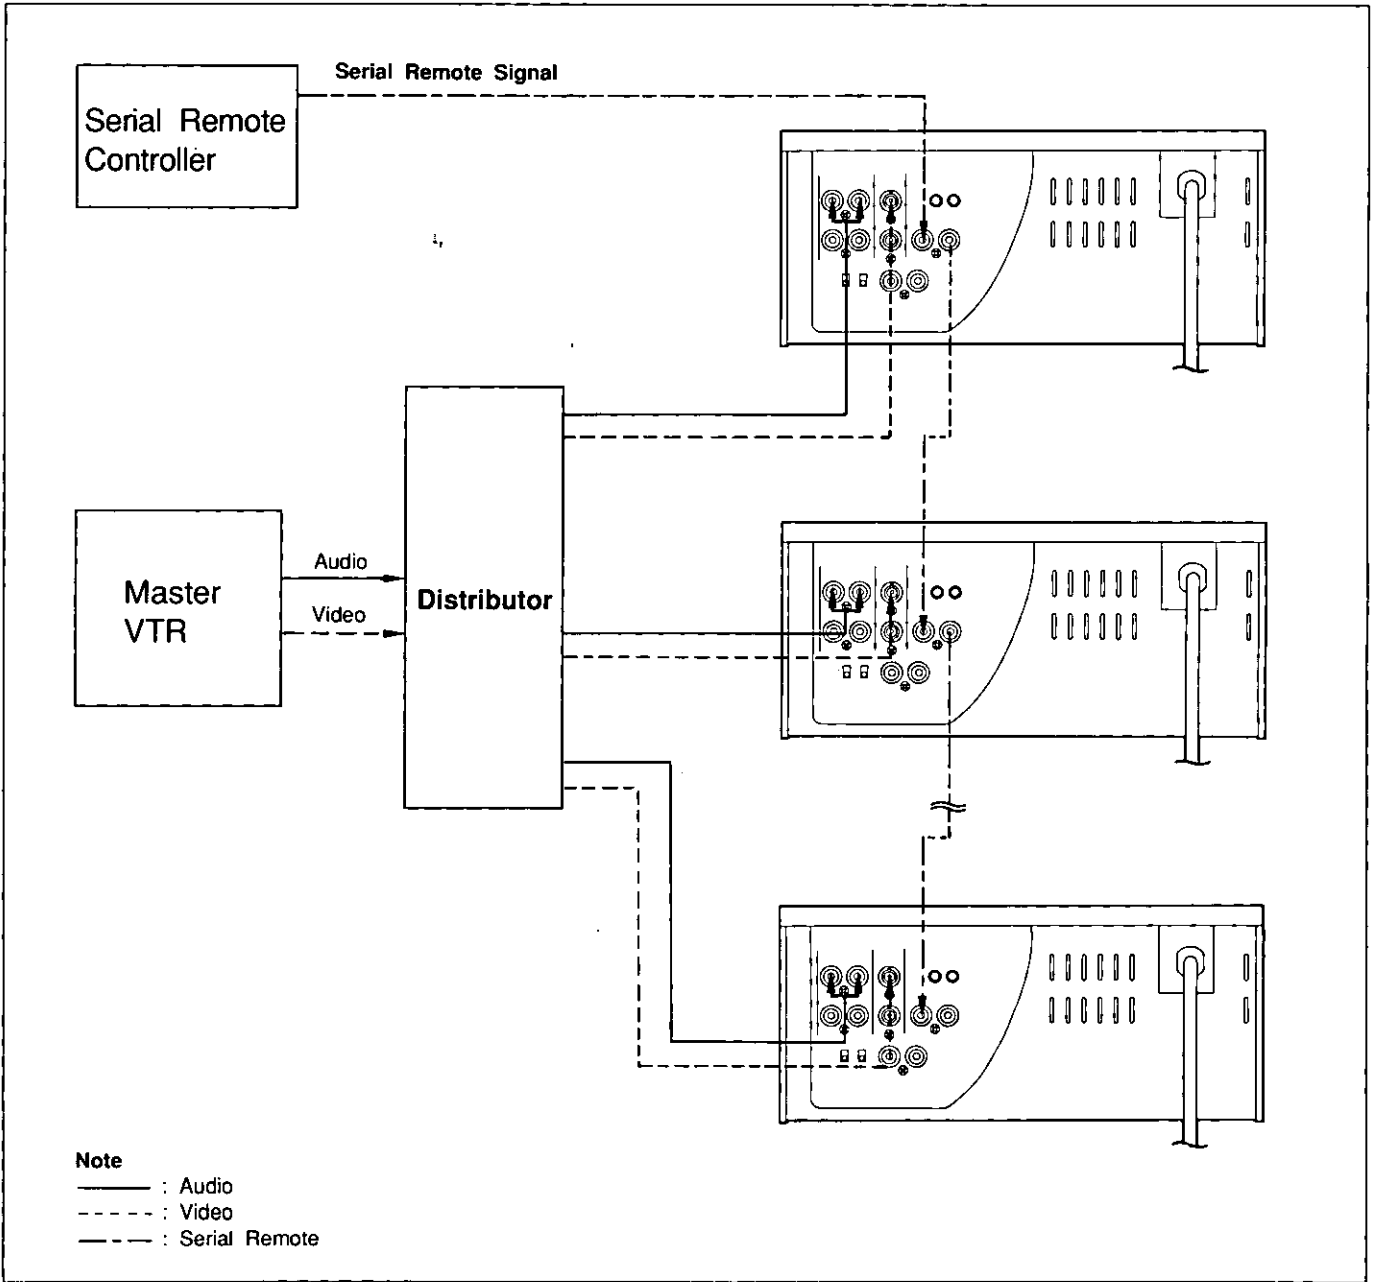 Serial Remote Signal
Serial Remote
Controller
Master
VTR
Audio
Video
Distributor
Note
: Audio
: Video
: Serial Remote